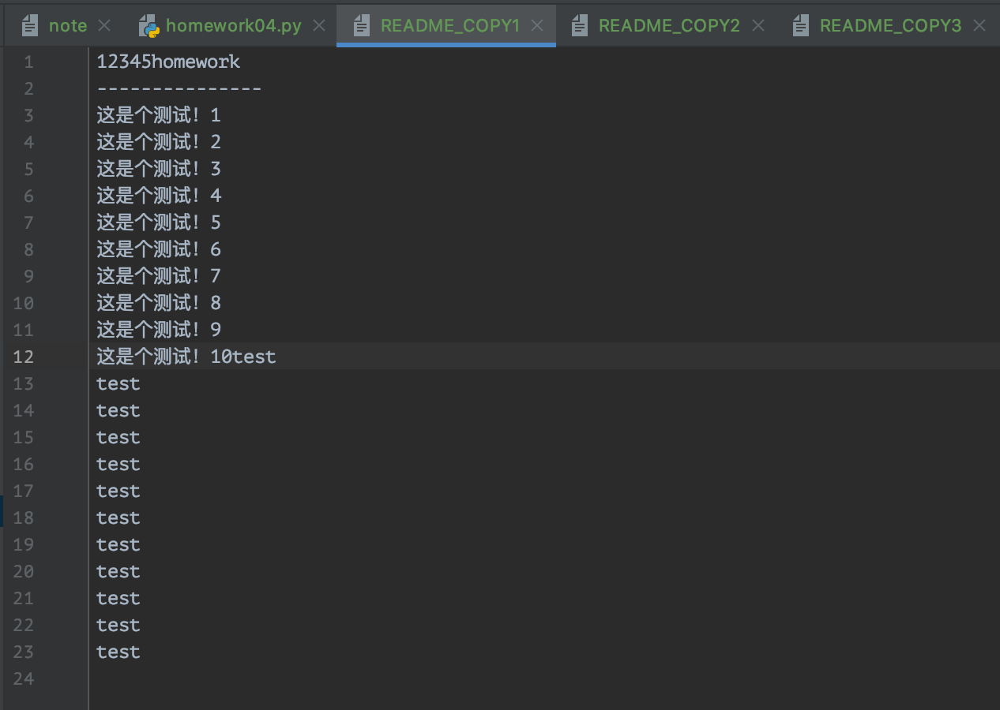 note homework04.py README_COPY1 README_COPY2 README_COPY3
1 12345homework
2 ---------------
3 这是个测试！1
4 这是个测试！2
5 这是个测试！3
6 这是个测试！4
7 这是个测试！5
8 这是个测试！6
9 这是个测试！7
10 这是个测试！8
11 这是个测试！9
12 这是个测试！10test
13 test
14 test
15 test
16 test
17 test
18 test
19 test
20 test
21 test
22 test
23 test
24